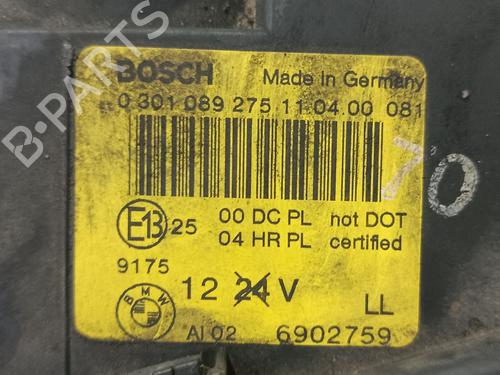 BOSCH Made in Germany
0 301 089 275 11.04.00 081
70
E13 25 00 DC PL not DOT
04 HR PL certified
9175
12 24 V LL
BMW
AI 02 6902759
B-PARTS